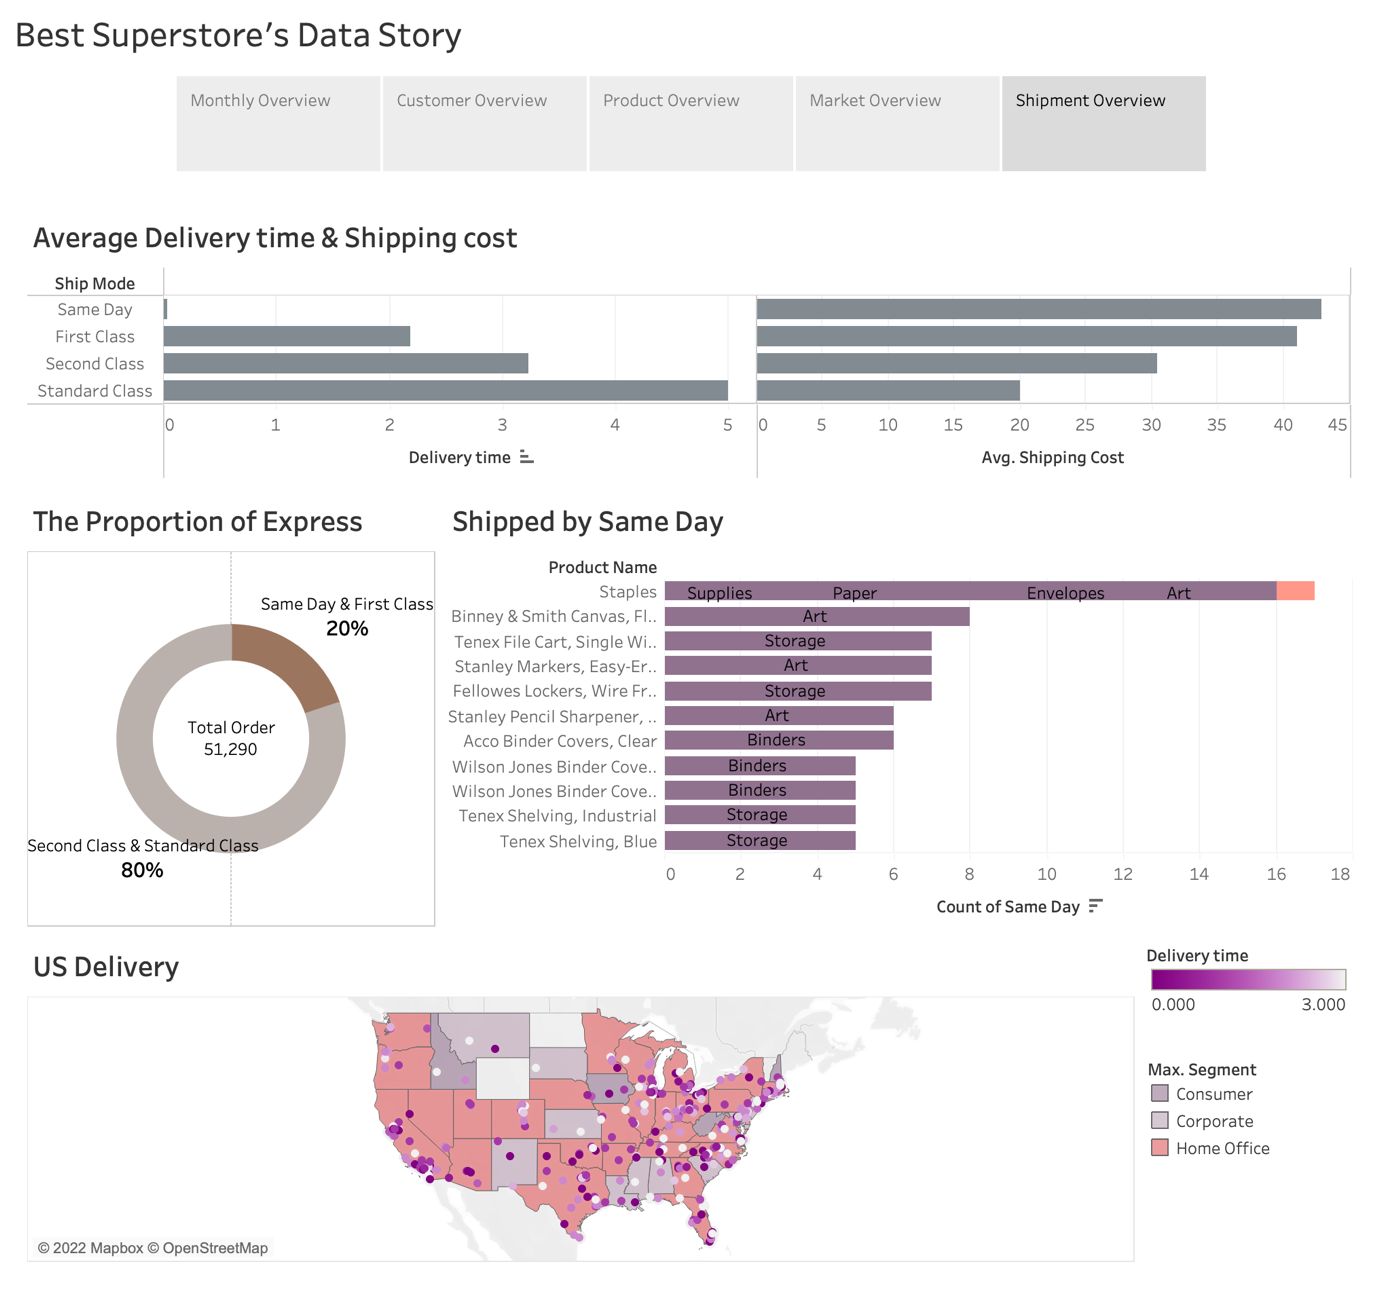 Best Superstore's Data Story
Monthly Overview
Customer Overview
Product Overview
Market Overview
Shipment Overview
Average Delivery time & Shipping cost
Ship Mode
Same Day
First Class
Second Class
Standard Class
0 1 2 3 4 5
Delivery time
0 5 10 15 20 25 30 35 40 45
Avg. Shipping Cost
The Proportion of Express
Same Day & First Class
20%
Total Order
51,290
Second Class & Standard Class
80%
Shipped by Same Day
Product Name
Staples Supplies Paper Envelopes Art
Binney & Smith Canvas, Fl.. Art
Tenex File Cart, Single Wi.. Storage
Stanley Markers, Easy-Er.. Art
Fellowes Lockers, Wire Fr.. Storage
Stanley Pencil Sharpener, .. Art
Acco Binder Covers, Clear Binders
Wilson Jones Binder Cove.. Binders
Wilson Jones Binder Cove.. Binders
Tenex Shelving, Industrial Storage
Tenex Shelving, Blue Storage
0 2 4 6 8 10 12 14 16 18
Count of Same Day
US Delivery
© 2022 Mapbox © OpenStreetMap
Delivery time
0.000 3.000
Max. Segment
Consumer
Corporate
Home Office